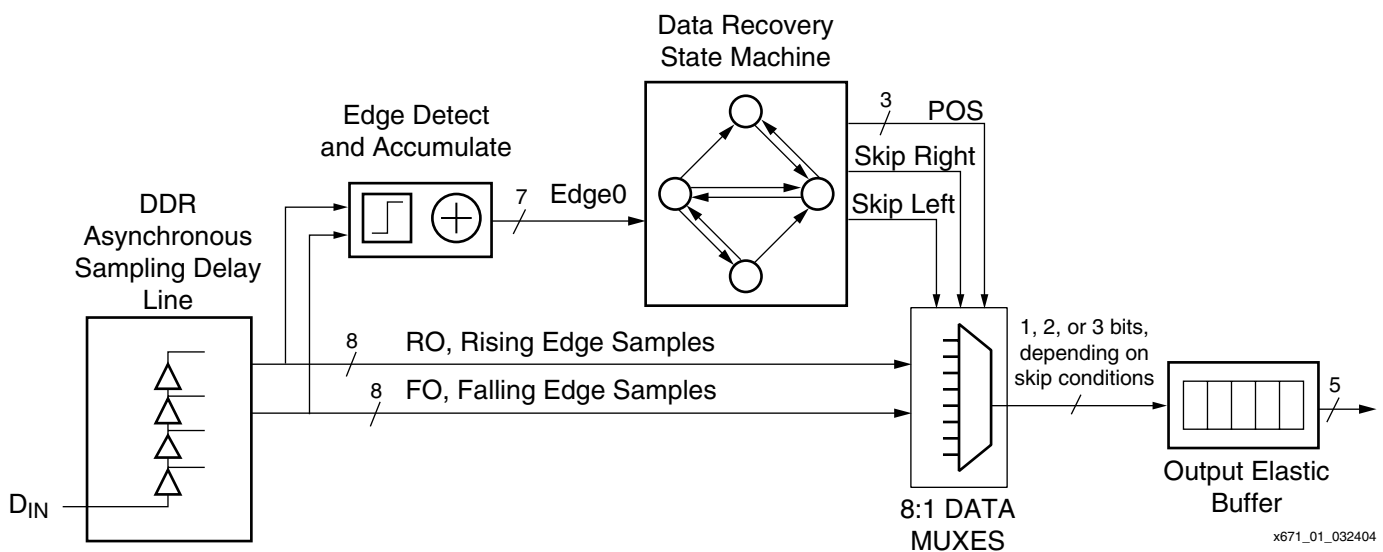 Data Recovery
State Machine
3
POS
Edge Detect
and Accumulate
Skip Right
7
Edge0
Skip Left
DDR
Asynchronous
Sampling Delay
Line
8
RO, Rising Edge Samples
1, 2, or 3 bits,
depending on
skip conditions
8
FO, Falling Edge Samples
5
DIN
8:1 DATA
MUXES
Output Elastic
Buffer
x671_01_032404